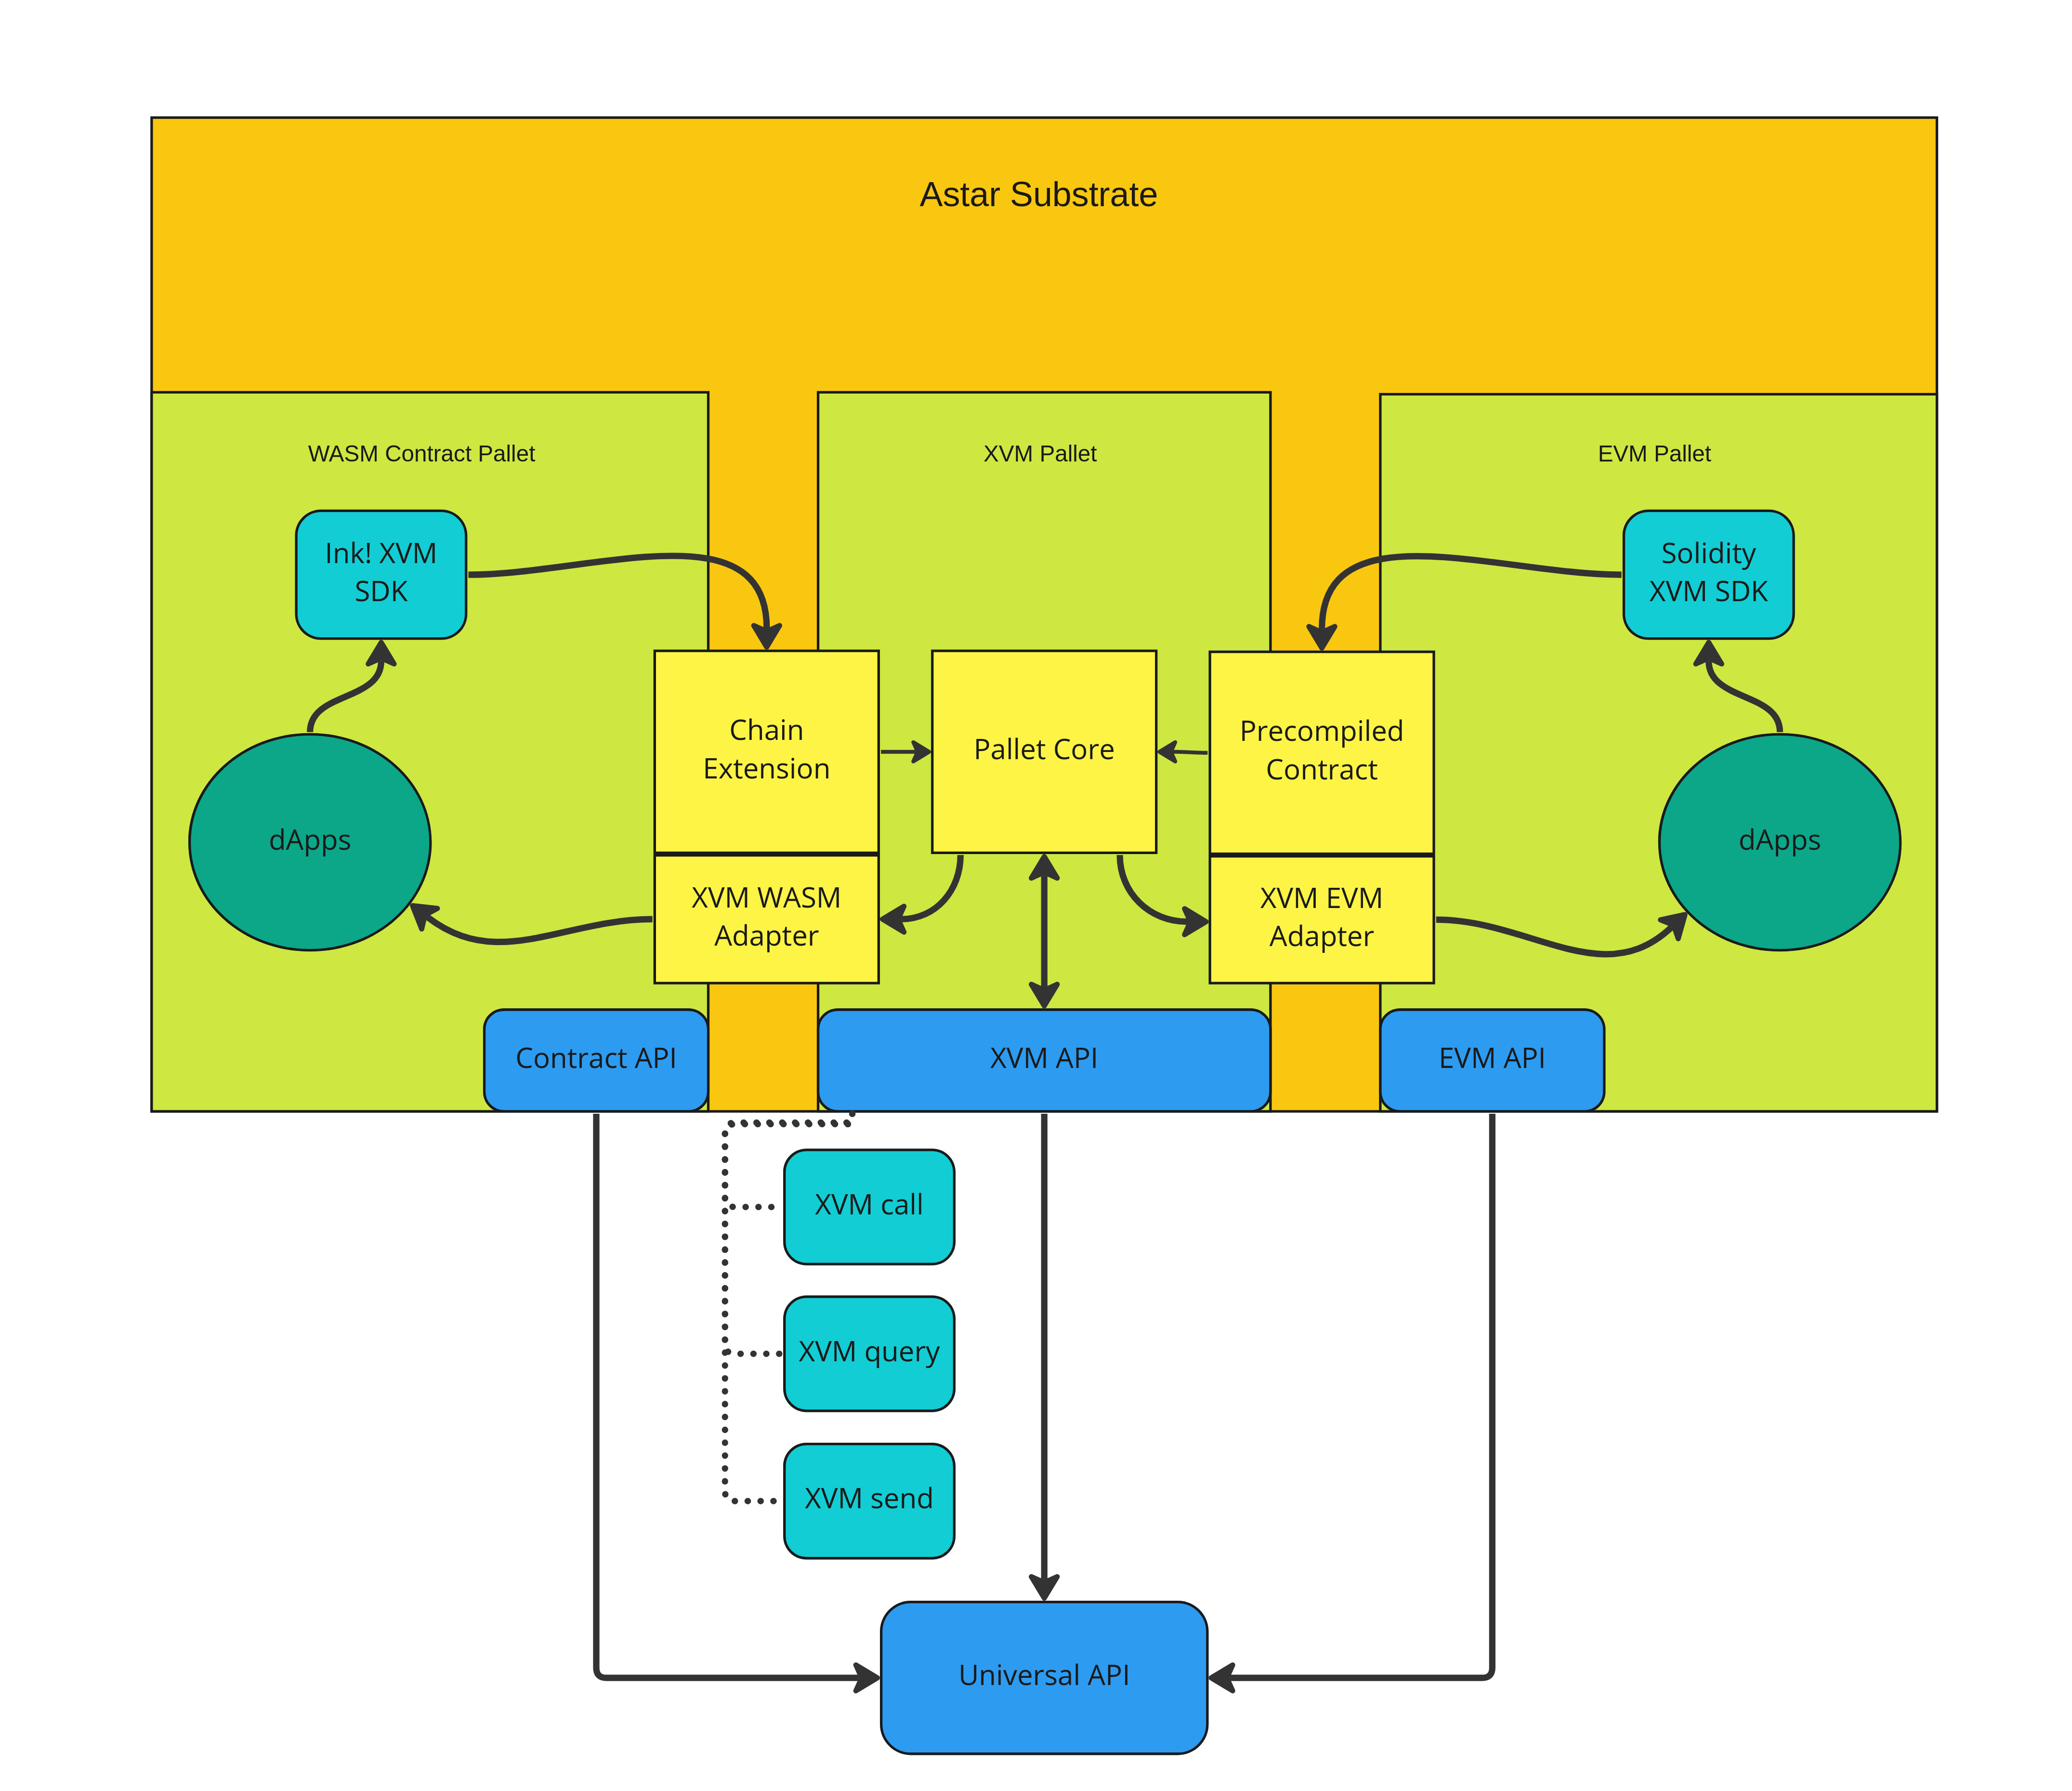 Astar Substrate
WASM Contract Pallet
XVM Pallet
EVM Pallet
Ink! XVM
SDK
Solidity
XVM SDK
Chain
Extension
Pallet Core
Precompiled
Contract
dApps
dApps
XVM WASM
Adapter
XVM EVM
Adapter
Contract API
XVM API
EVM API
XVM call
XVM query
XVM send
Universal API